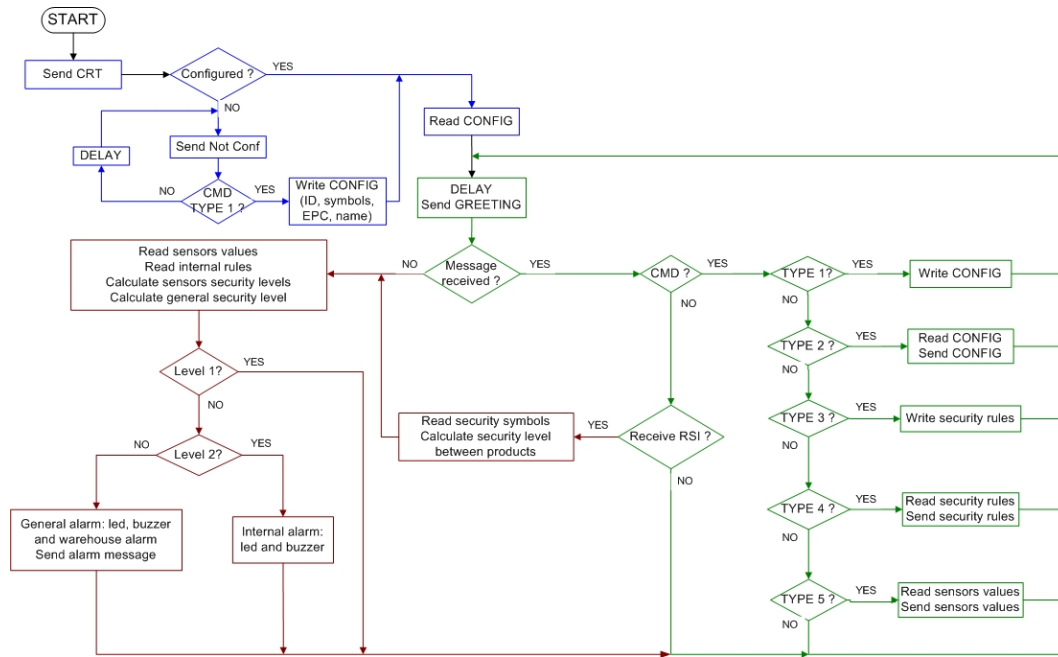 START
Send CRT
Configured ?
YES
NO
Read CONFIG
Send Not Conf
DELAY
NO
CMD
TYPE 1 ?
YES
Write CONFIG
(ID, symbols,
EPC, name)
DELAY
Send GREETING
Message
received ?
NO
YES
CMD ?
YES
NO
TYPE 1?
YES
NO
Write CONFIG
Read sensors values
Read internal rules
Calculate sensors security levels
Calculate general security level
TYPE 2 ?
YES
NO
Read CONFIG
Send CONFIG
Level 1?
YES
NO
Read security symbols
Calculate security level
between products
YES
Receive RSI ?
NO
TYPE 3 ?
YES
NO
Write security rules
Level 2?
NO
YES
General alarm: led, buzzer
and warehouse alarm
Send alarm message
Internal alarm:
led and buzzer
TYPE 4 ?
YES
NO
Read security rules
Send security rules
TYPE 5 ?
YES
NO
Read sensors values
Send sensors values